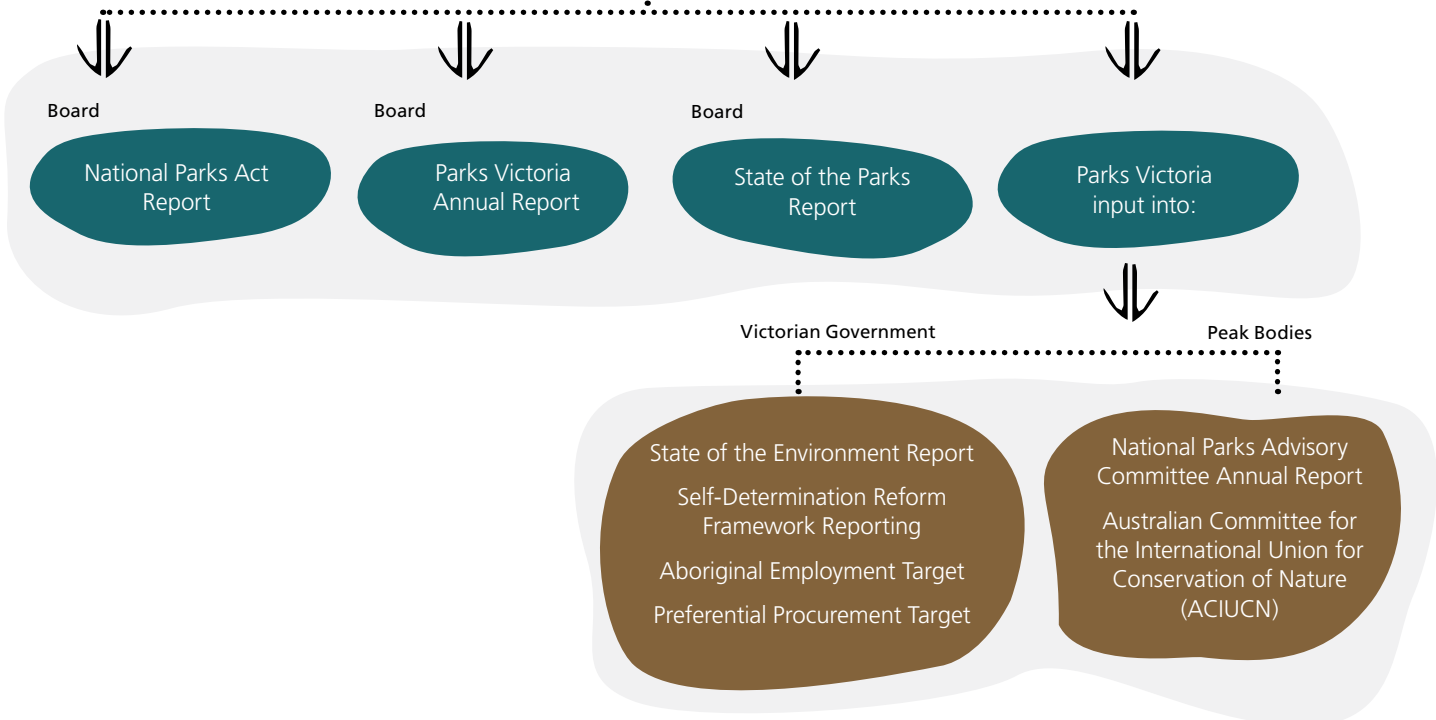 Board
National Parks Act
Report
Board
Parks Victoria
Annual Report
Board
State of the Parks
Report
Parks Victoria
input into:
Victorian Government
State of the Environment Report
Self-Determination Reform
Framework Reporting
Aboriginal Employment Target
Preferential Procurement Target
Peak Bodies
National Parks Advisory
Committee Annual Report
Australian Committee for
the International Union for
Conservation of Nature
(ACIUCN)